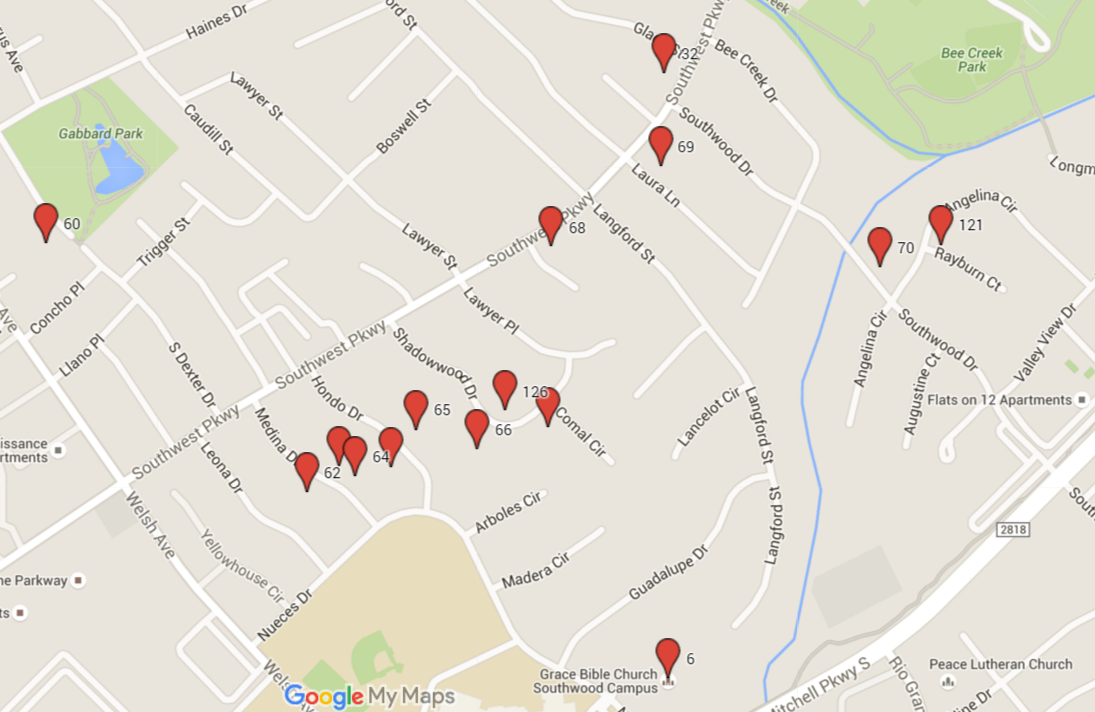 Haines Dr
Bee Creek Dr
Southwest Pkwy
Bee Creek
Park
Lawyer St
Caudill St
Boswell St
Gabbard Park
32
Southwood Dr
69
Laura Ln
Angelina Cir
60
Trigger St
68
Southwest Pkwy
Langford St
121
70
Rayburn Ct
Lawyer St
Concho Pl
Llano Pl
Lawyer Pl
S Dexter Dr
Southwest Pkwy
Shadowwood Dr
Angelina Cir
Southwood Dr
Valley View Dr
Augustine Ct
Hondo Dr
65
126
66
Comal Cir
Lancelot Cir
Langford St
Flats on 12 Apartments
Southwest Pkwy
Medina Dr
62
64
Leona Dr
Welsh Ave
Arboles Cir
Langford St
2818
Yellowhouse Cir
Madera Cir
Guadalupe Dr
Nueces Dr
6
Grace Bible Church
Southwood Campus
Peace Lutheran Church
Google My Maps